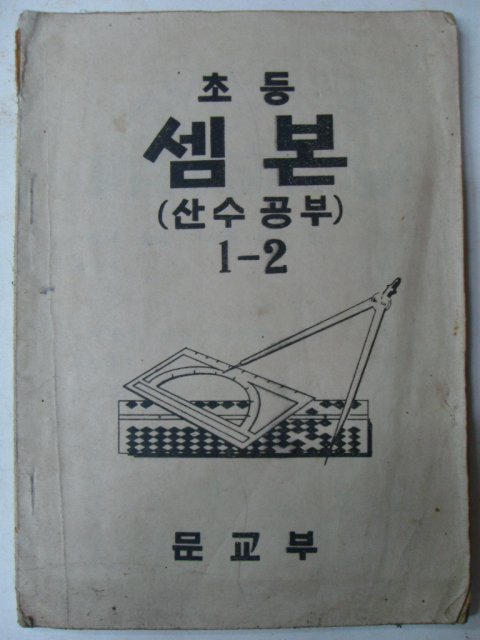 초등
셈본
(산수공부)
1-2
문교부